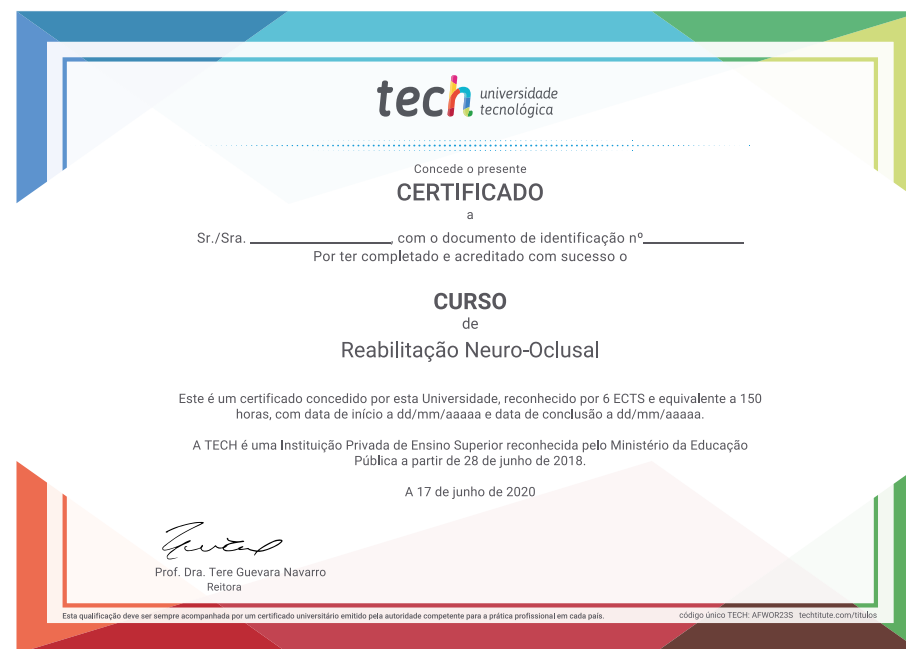 tech universidade
tecnológica
Concede o presente
CERTIFICADO
a
Sr./Sra. ____________________, com o documento de identificação nº______________
Por ter completado e acreditado com sucesso o
CURSO
de
Reabilitação Neuro-Oclusal
Este é um certificado concedido por esta Universidade, reconhecido por 6 ECTS e equivalente a 150
horas, com data de início a dd/mm/aaaaa e data de conclusão a dd/mm/aaaaa.
A TECH é uma Instituição Privada de Ensino Superior reconhecida pelo Ministério da Educação
Pública a partir de 28 de junho de 2018.
A 17 de junho de 2020
Prof. Dra. Tere Guevara Navarro
Reitora
Esta qualificação deve ser sempre acompanhada por um certificado universitário emitido pela autoridade competente para a prática profissional em cada país.
código único TECH: AFWOR23S techtitute.com/titulos